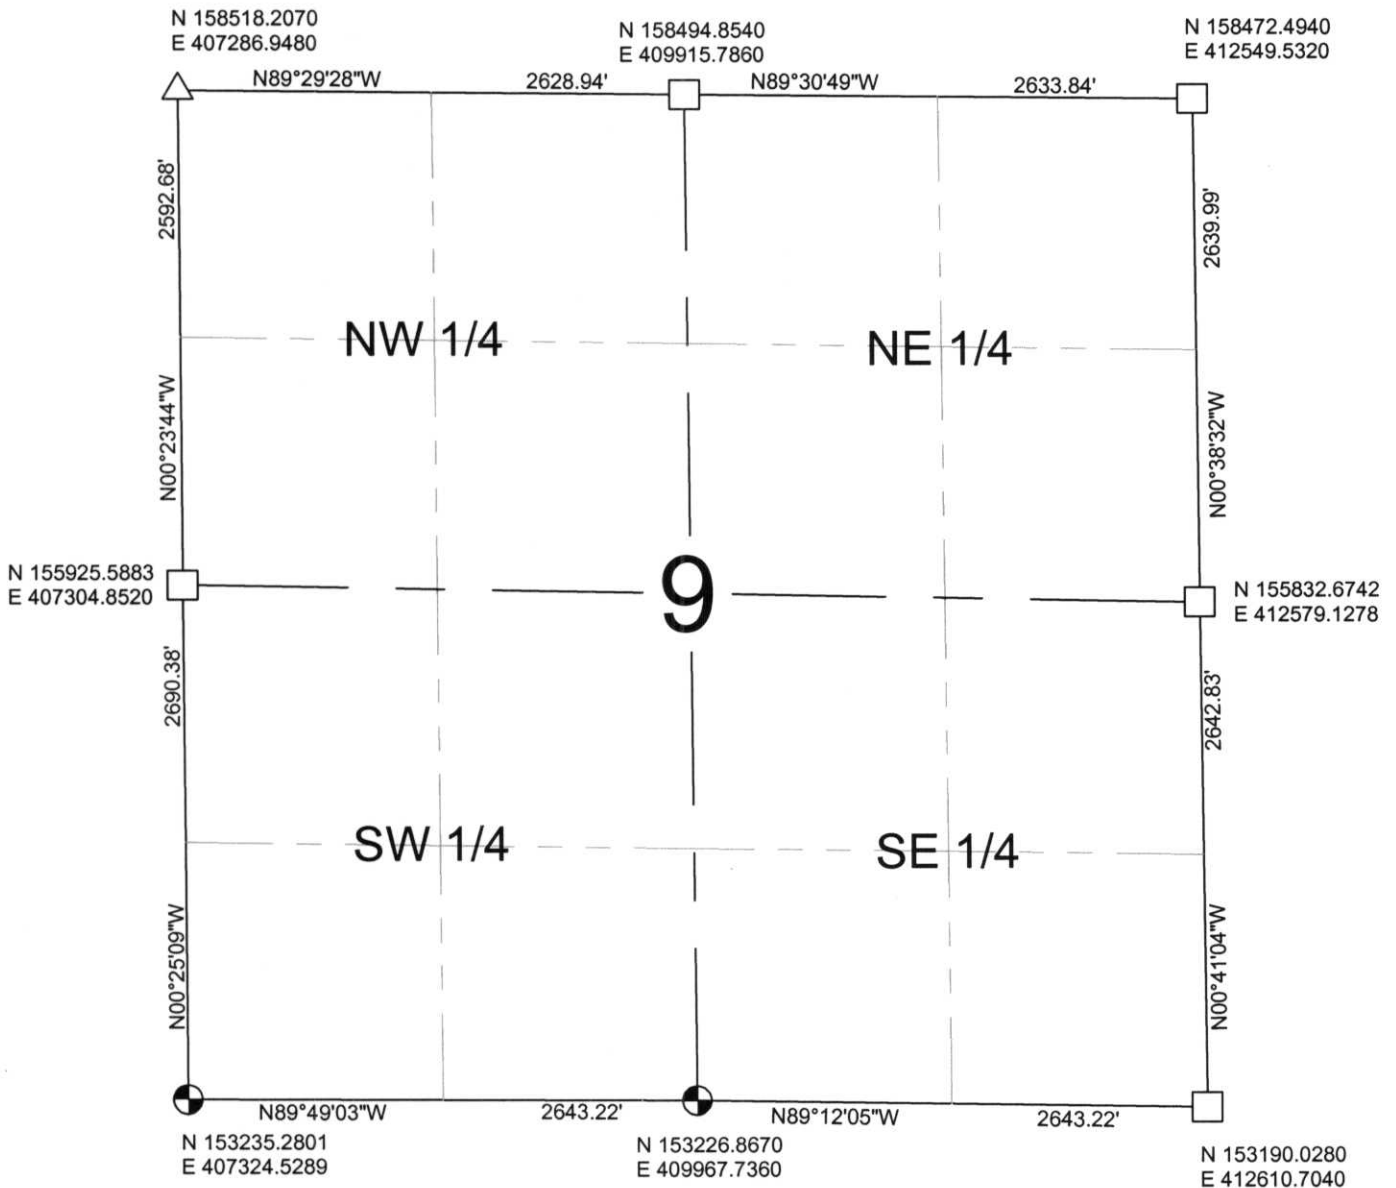 N 158518.2070
E 407286.9480
N 158494.8540
E 409915.7860
N 158472.4940
E 412549.5320
N89°29'28"W
2628.94'
N89°30'49"W
2633.84'
2592.68'
2639.99'
NW 1/4
NE 1/4
N00°23'44"W
N00°38'32"W
N 155925.5883
E 407304.8520
9
N 155832.6742
E 412579.1278
2690.38'
2642.83'
SW 1/4
SE 1/4
N00°25'09"W
N00°41'04"W
N89°49'03"W
2643.22'
N89°12'05"W
2643.22'
N 153235.2801
E 407324.5289
N 153226.8670
E 409967.7360
N 153190.0280
E 412610.7040